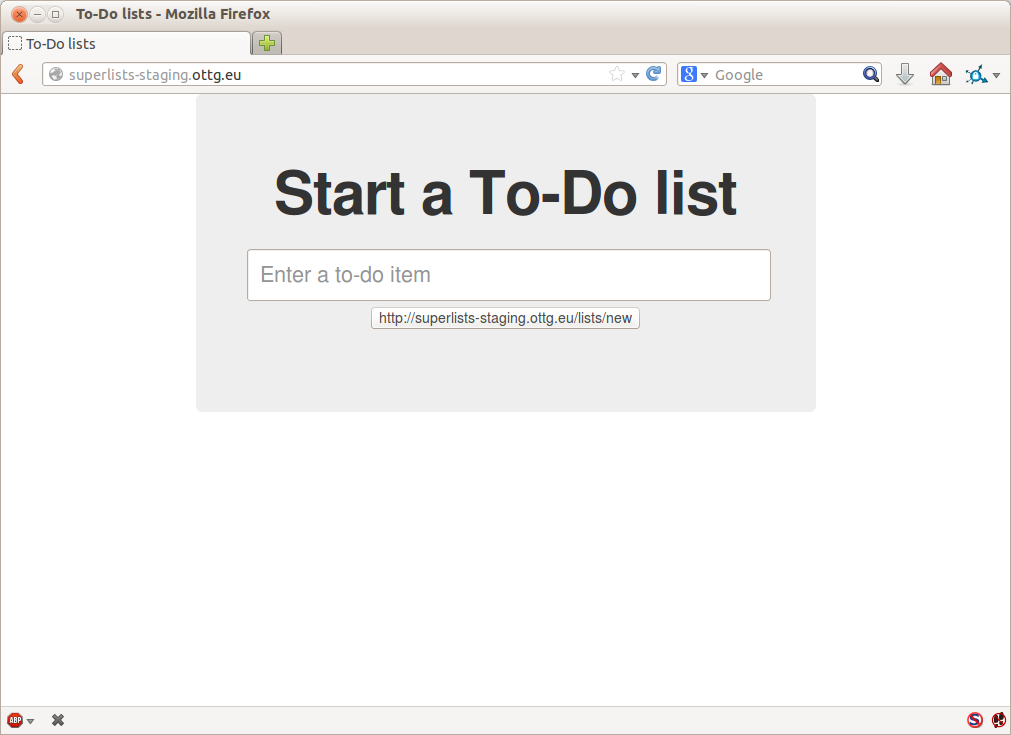 To-Do lists - Mozilla Firefox
To-Do lists
superlists-staging.ottg.eu
8 Google
Start a To-Do list
Enter a to-do item
http://superlists-staging.ottg.eu/lists/new
ABP
S